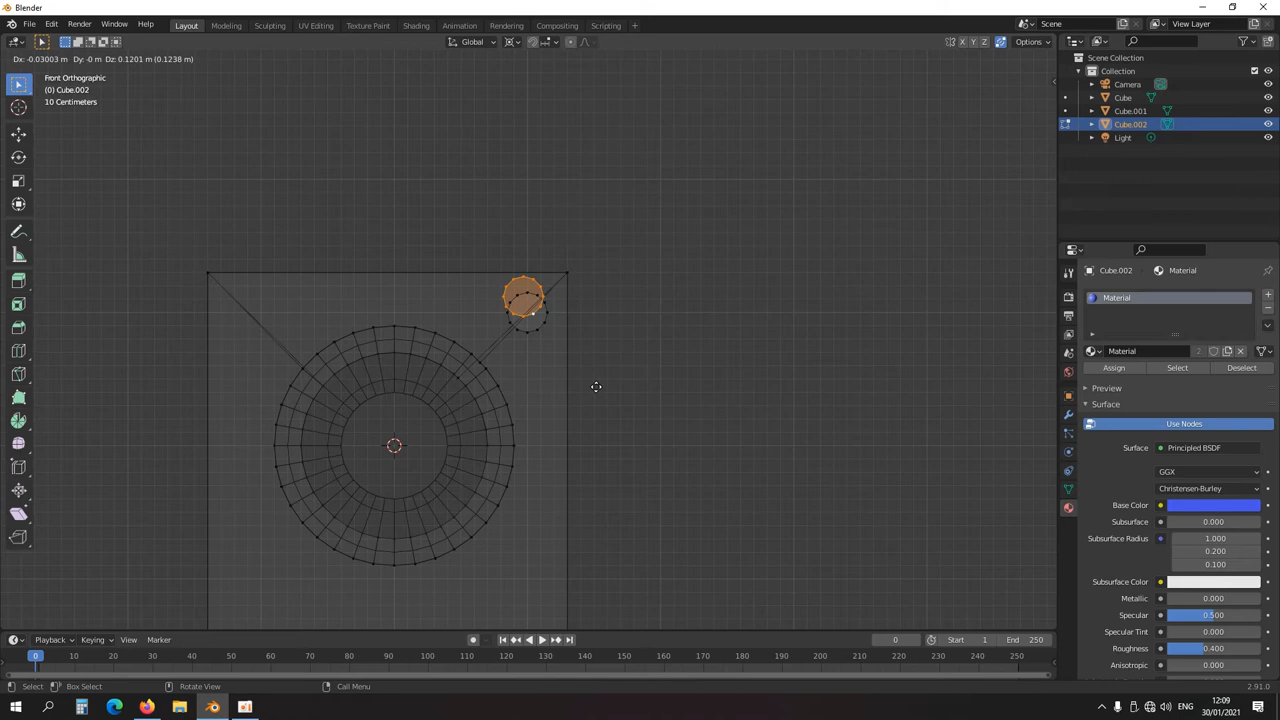 Blender
File Edit Render Window Help
Layout Modeling Sculpting UV Editing Texture Paint Shading Animation Rendering Compositing Scripting +
Scene
View Layer
Global
X Y Z
Options
Dx: -0.03003 m Dy: -0 m Dz: 0.1201 m (0.1238 m)
Front Orthographic
(0) Cube.002
10 Centimeters
Scene Collection
Collection
Camera
Cube
Cube.001
Cube.002
Light
Cube.002 Material
Material
Material 2
Assign Select Deselect
Preview
Surface
Use Nodes
Surface Principled BSDF
GGX
Christensen-Burley
Base Color
Subsurface 0.000
Subsurface Radius 1.000
0.200
0.100
Subsurface Color
Metallic 0.000
Specular 0.500
Specular Tint 0.000
Roughness 0.400
Anisotropic 0.000
Playback Keying View Marker
0 Start 1 End 250
0 10 20 30 40 50 60 70 80 90 100 110 120 130 140 150 160 170 180 190 200 210 220 230 240 250
Select Box Select Rotate View Call Menu 2.91.0
ENG 12:09
30/01/2021